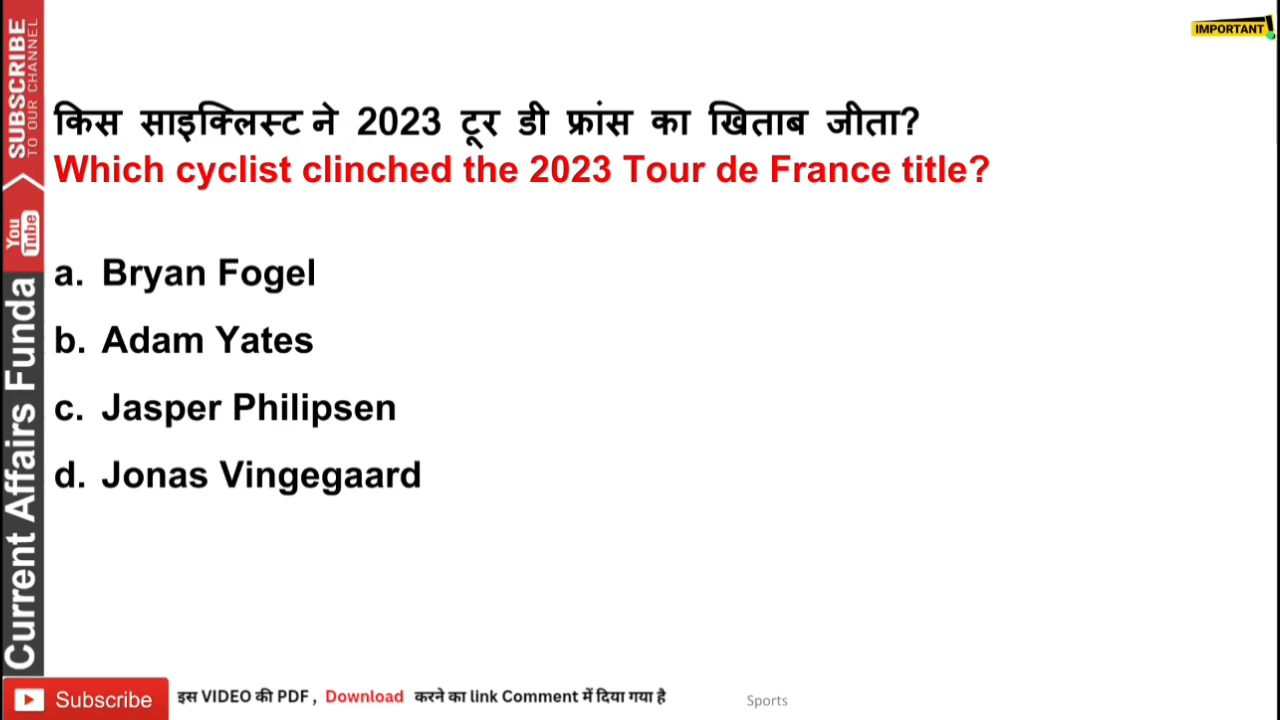 IMPORTANT!
किस साइक्लिस्ट ने 2023 टूर डी फ्रांस का खिताब जीता?
Which cyclist clinched the 2023 Tour de France title?
a. Bryan Fogel
b. Adam Yates
c. Jasper Philipsen
d. Jonas Vingegaard
SUBSCRIBE
TO OUR CHANNEL
You
Tube
Current Affairs Funda
Subscribe
इस VIDEO की PDF , Download करने का link Comment में दिया गया है
Sports